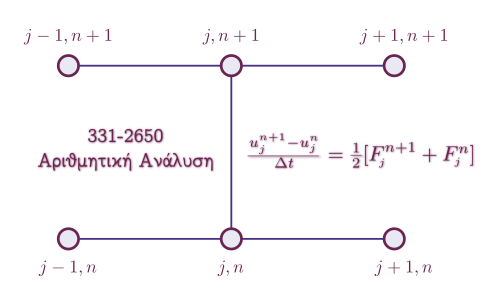 j − 1, n + 1
j, n + 1
j + 1, n + 1
331-2650
Αριθμητική Ανάλυση
\frac{u_j^{n+1} − u_j^n}{Δt} = \frac{1}{2}[F_j^{n+1} + F_j^n]
j − 1, n
j, n
j + 1, n